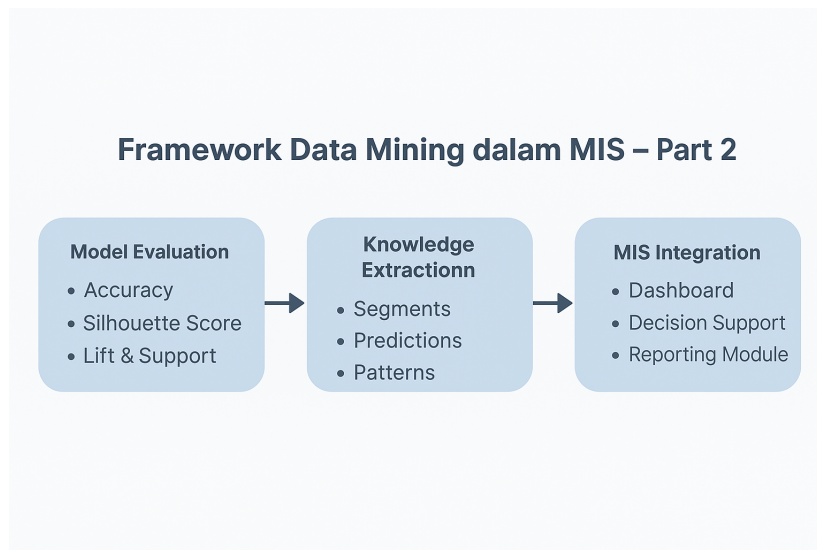 Framework Data Mining dalam MIS – Part 2
Model Evaluation
• Accuracy
• Silhouette Score
• Lift & Support
Knowledge
Extractionn
• Segments
• Predictions
• Patterns
MIS Integration
• Dashboard
• Decision Support
• Reporting Module